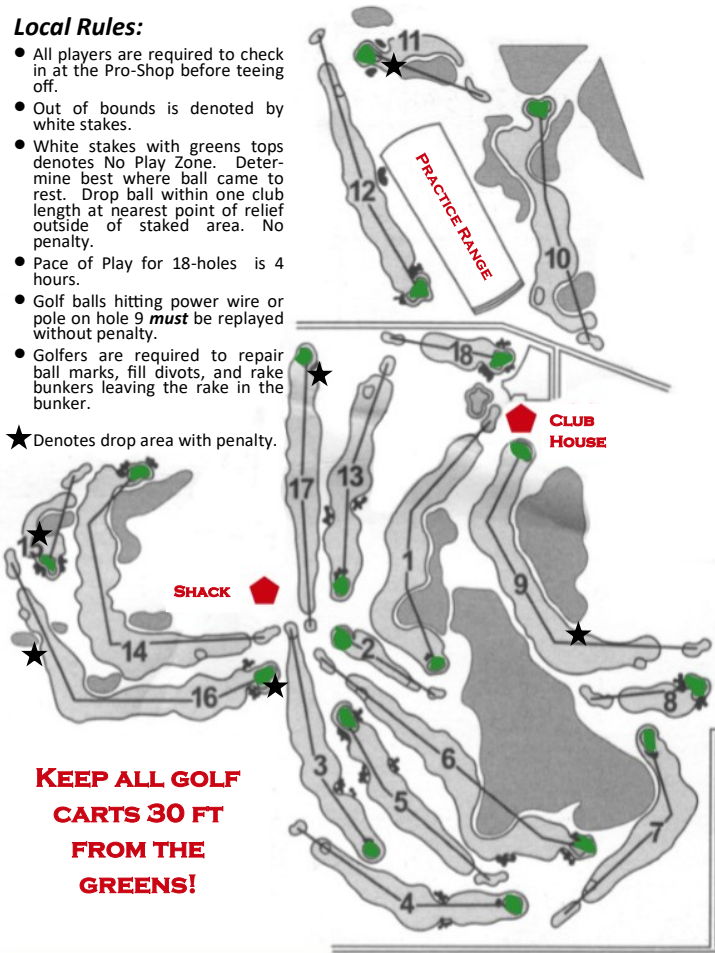 Local Rules:
● All players are required to check
in at the Pro-Shop before teeing
off.
● Out of bounds is denoted by
white stakes.
● White stakes with greens tops
denotes No Play Zone. Deter-
mine best where ball came to
rest. Drop ball within one club
length at nearest point of relief
outside of staked area. No
penalty.
● Pace of Play for 18-holes is 4
hours.
● Golf balls hitting power wire or
pole on hole 9 must be replayed
without penalty.
● Golfers are required to repair
ball marks, fill divots, and rake
bunkers leaving the rake in the
bunker.
★ Denotes drop area with penalty.
11
12
PRACTICE RANGE
10
18
CLUB
HOUSE
17
13
1
9
15
SHACK
14
2
16
8
3
6
5
7
4
KEEP ALL GOLF
CARTS 30 FT
FROM THE
GREENS!